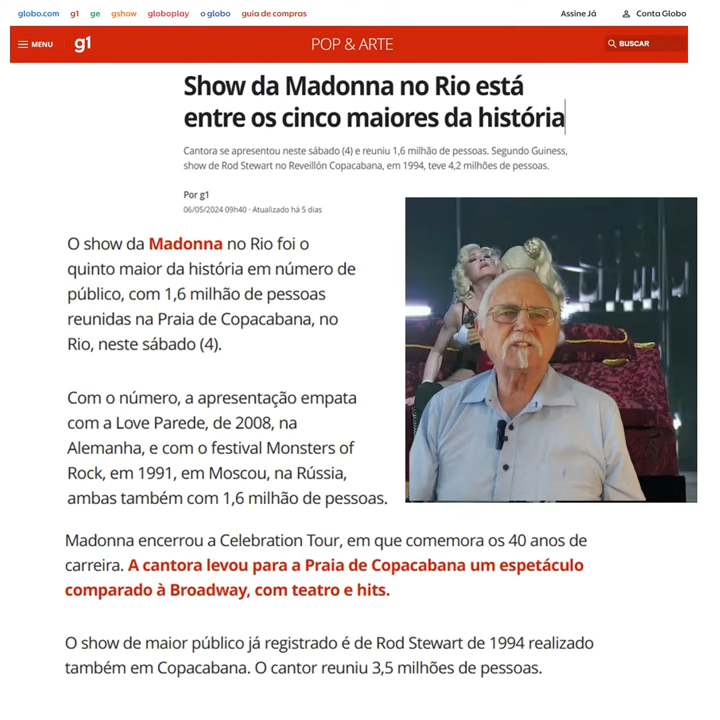 globo.com g1 ge gshow globoplay o globo guia de compras Assine Já Conta Globo
MENU g1 POP & ARTE BUSCAR
Show da Madonna no Rio está
entre os cinco maiores da história
Cantora se apresentou neste sábado (4) e reuniu 1,6 milhão de pessoas. Segundo Guiness,
show de Rod Stewart no Reveillón Copacabana, em 1994, teve 4,2 milhões de pessoas.
Por g1
06/05/2024 09h40 · Atualizado há 5 dias
O show da Madonna no Rio foi o
quinto maior da história em número de
público, com 1,6 milhão de pessoas
reunidas na Praia de Copacabana, no
Rio, neste sábado (4).
Com o número, a apresentação empata
com a Love Parede, de 2008, na
Alemanha, e com o festival Monsters of
Rock, em 1991, em Moscou, na Rússia,
ambas também com 1,6 milhão de pessoas.
Madonna encerrou a Celebration Tour, em que comemora os 40 anos de
carreira. A cantora levou para a Praia de Copacabana um espetáculo
comparado à Broadway, com teatro e hits.
O show de maior público já registrado é de Rod Stewart de 1994 realizado
também em Copacabana. O cantor reuniu 3,5 milhões de pessoas.